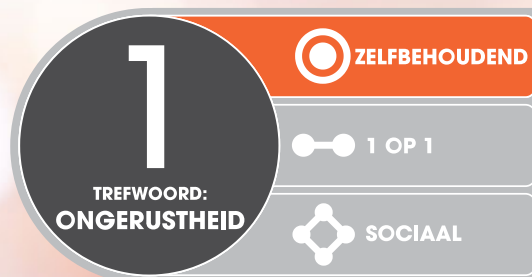 1
TREFWOORD:
ONGERUSTHEID
ZELFBEHOUDEND
1 OP 1
SOCIAAL